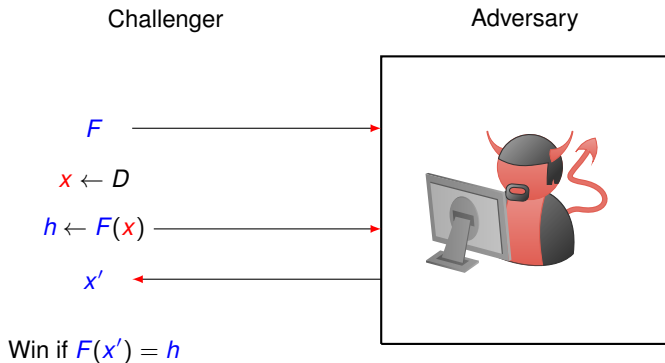 Challenger Adversary
F
x ← D
h ← F(x)
x′
Win if F(x′) = h